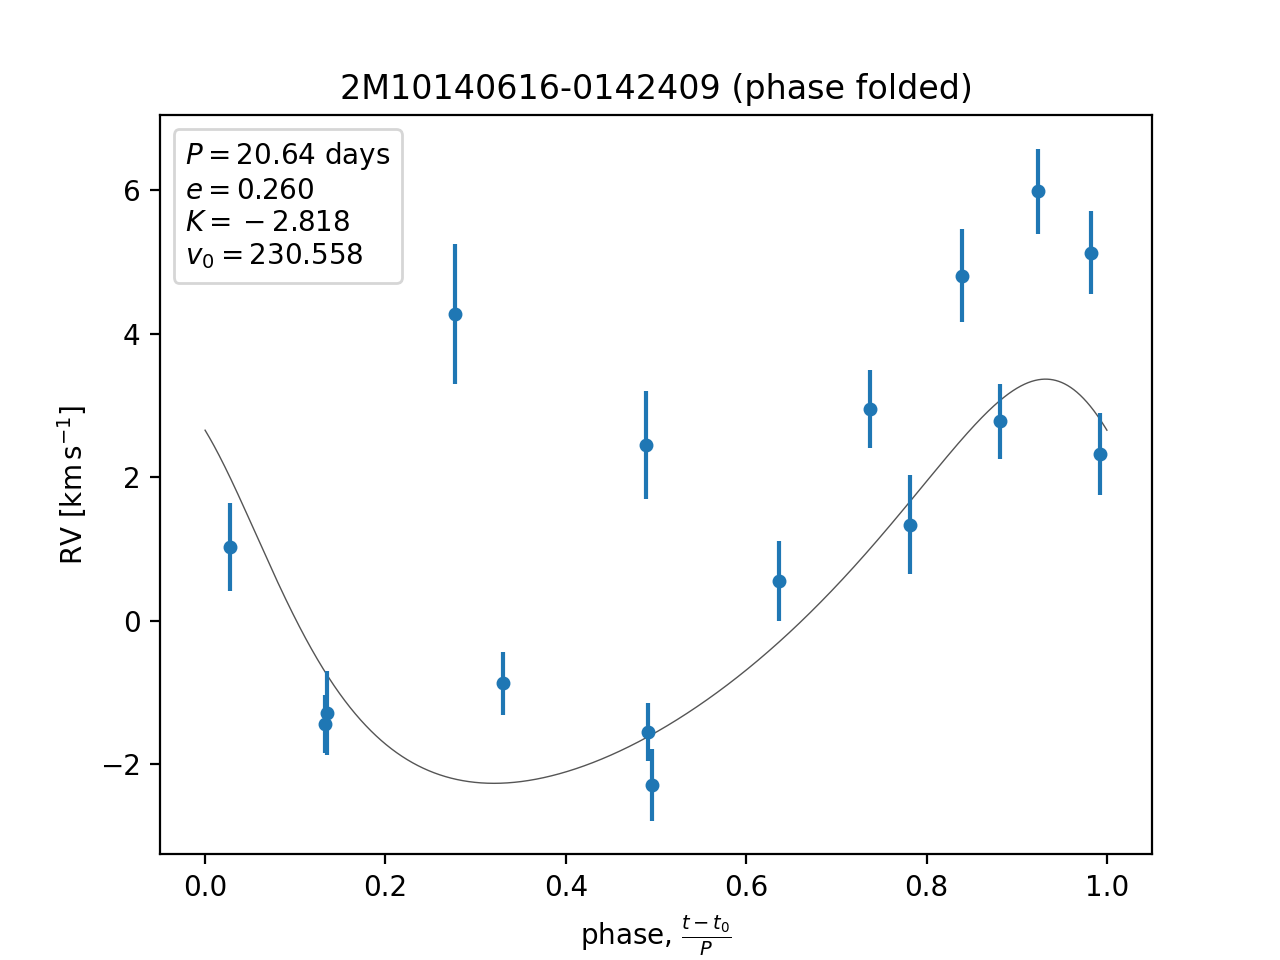 2M10140616-0142409 (phase folded)
P = 20.64 days
e = 0.260
K = −2.818
v₀ = 230.558
RV [km s⁻¹]
6
4
2
0
−2
0.0 0.2 0.4 0.6 0.8 1.0
phase, (t − t₀)/P